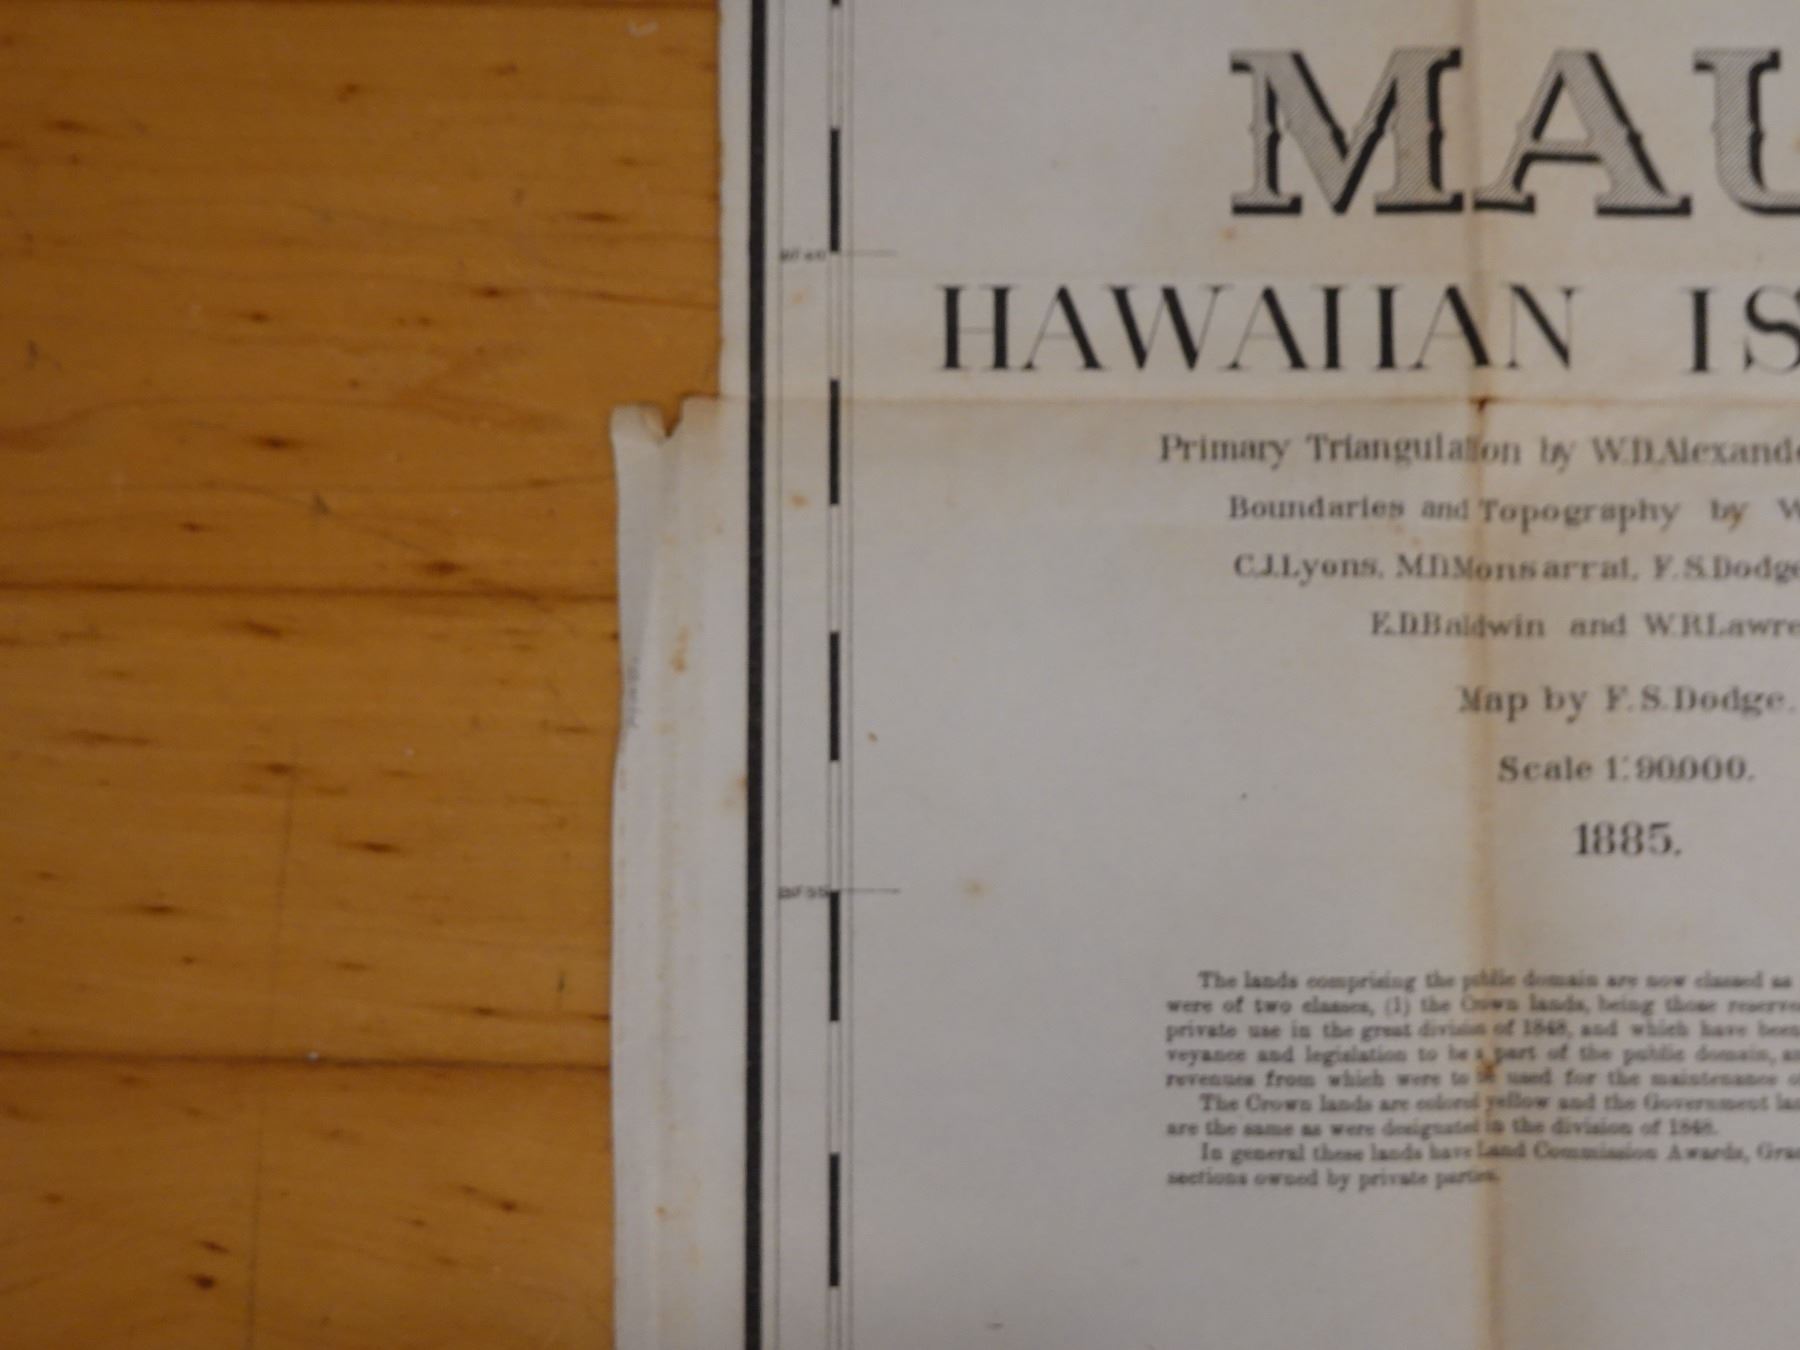 MAU
HAWAIIAN IS
Primary Triangulation by W.D.Alexande
Boundaries and Topography by W
C.J.Lyons, M.D.Monsarrat, F.S.Dodge
E.D.Baldwin and W.R.Lawre
Map by F.S.Dodge.
Scale 1:90000.
1885.
The lands comprising the public domain are now classed as
were of two classes, (1) the Crown lands, being those reserve
private use in the great division of 1848, and which have been
veyance and legislation to be a part of the public domain, an
revenues from which were to be used for the maintenance o
The Crown lands are colored yellow and the Government lan
are the same as were designated in the division of 1848.
In general these lands have Land Commission Awards, Gra
sections owned by private parties.